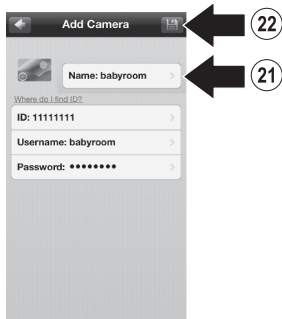 Add Camera
22
Name: babyroom
21
Where do I find ID?
ID: 11111111
Username: babyroom
Password: ••••••••